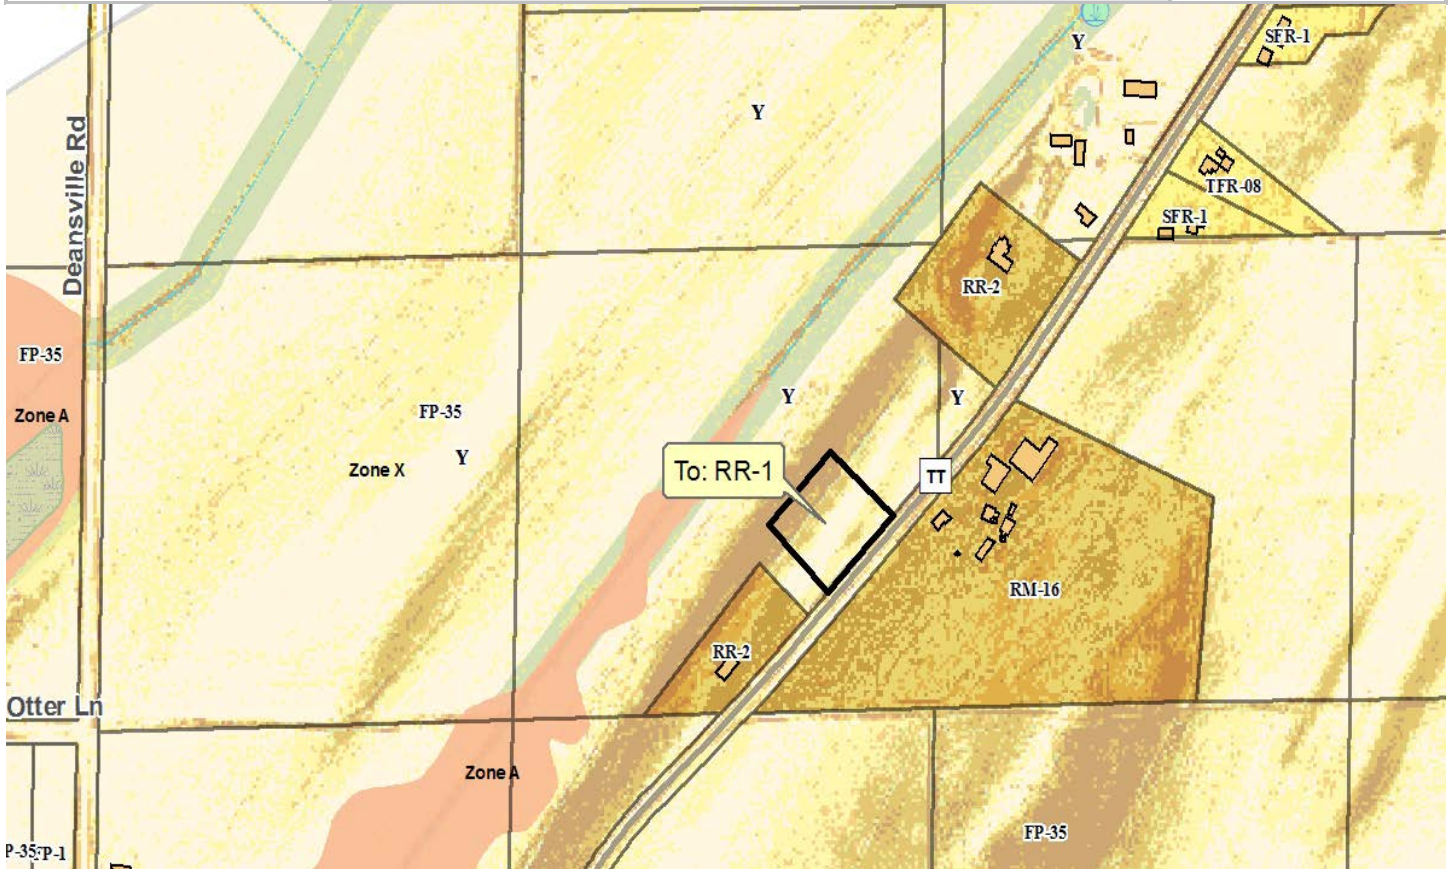 SFR-1
Y
Y
Deansville Rd
TFR-08
SFR-1
RR-2
FP-35
Zone A
FP-35
Y
Y
Y
Zone X
To: RR-1
TT
RM-16
RR-2
Otter Ln
Zone A
FP-35
P-35
FP-1